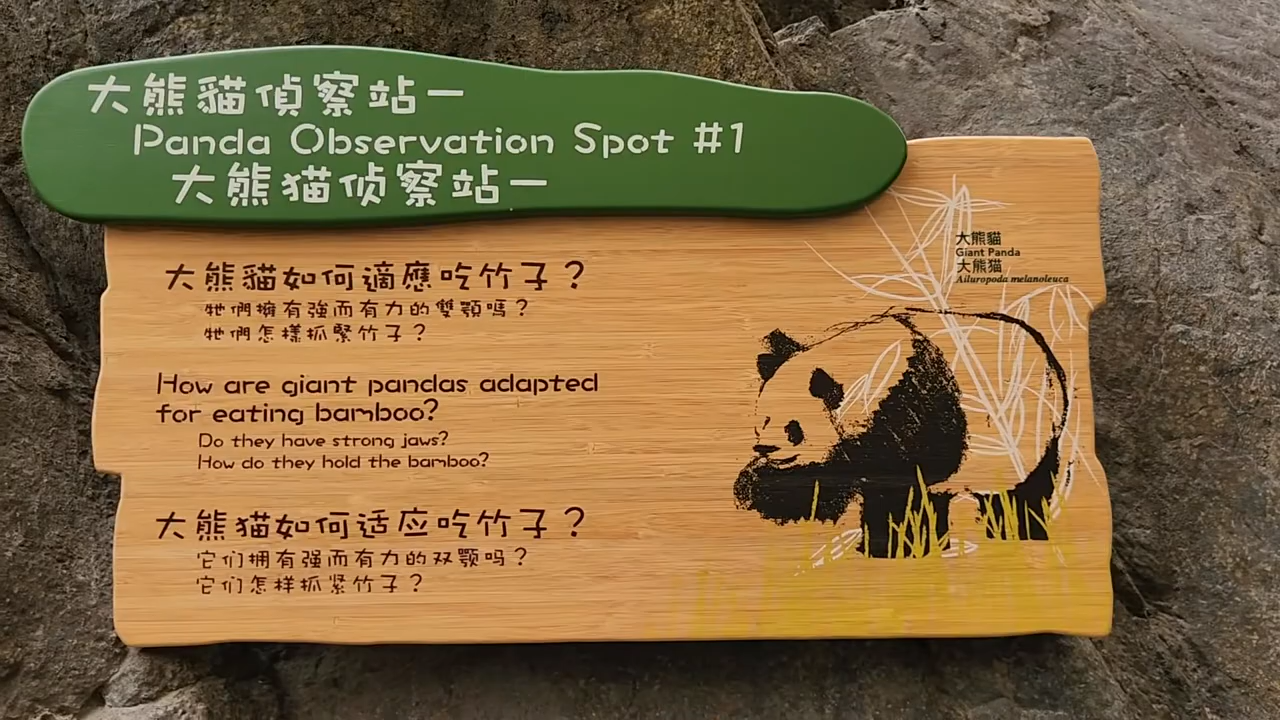 大熊貓偵察站一
Panda Observation Spot #1
大熊猫侦察站一
大熊貓
Giant Panda
大熊猫
Ailuropoda melanoleuca
大熊貓如何適應吃竹子？
牠們擁有強而有力的雙顎嗎？
牠們怎樣抓緊竹子？
How are giant pandas adapted
for eating bamboo?
Do they have strong jaws?
How do they hold the bamboo?
大熊猫如何适应吃竹子？
它们拥有强而有力的双颚吗？
它们怎样抓紧竹子？